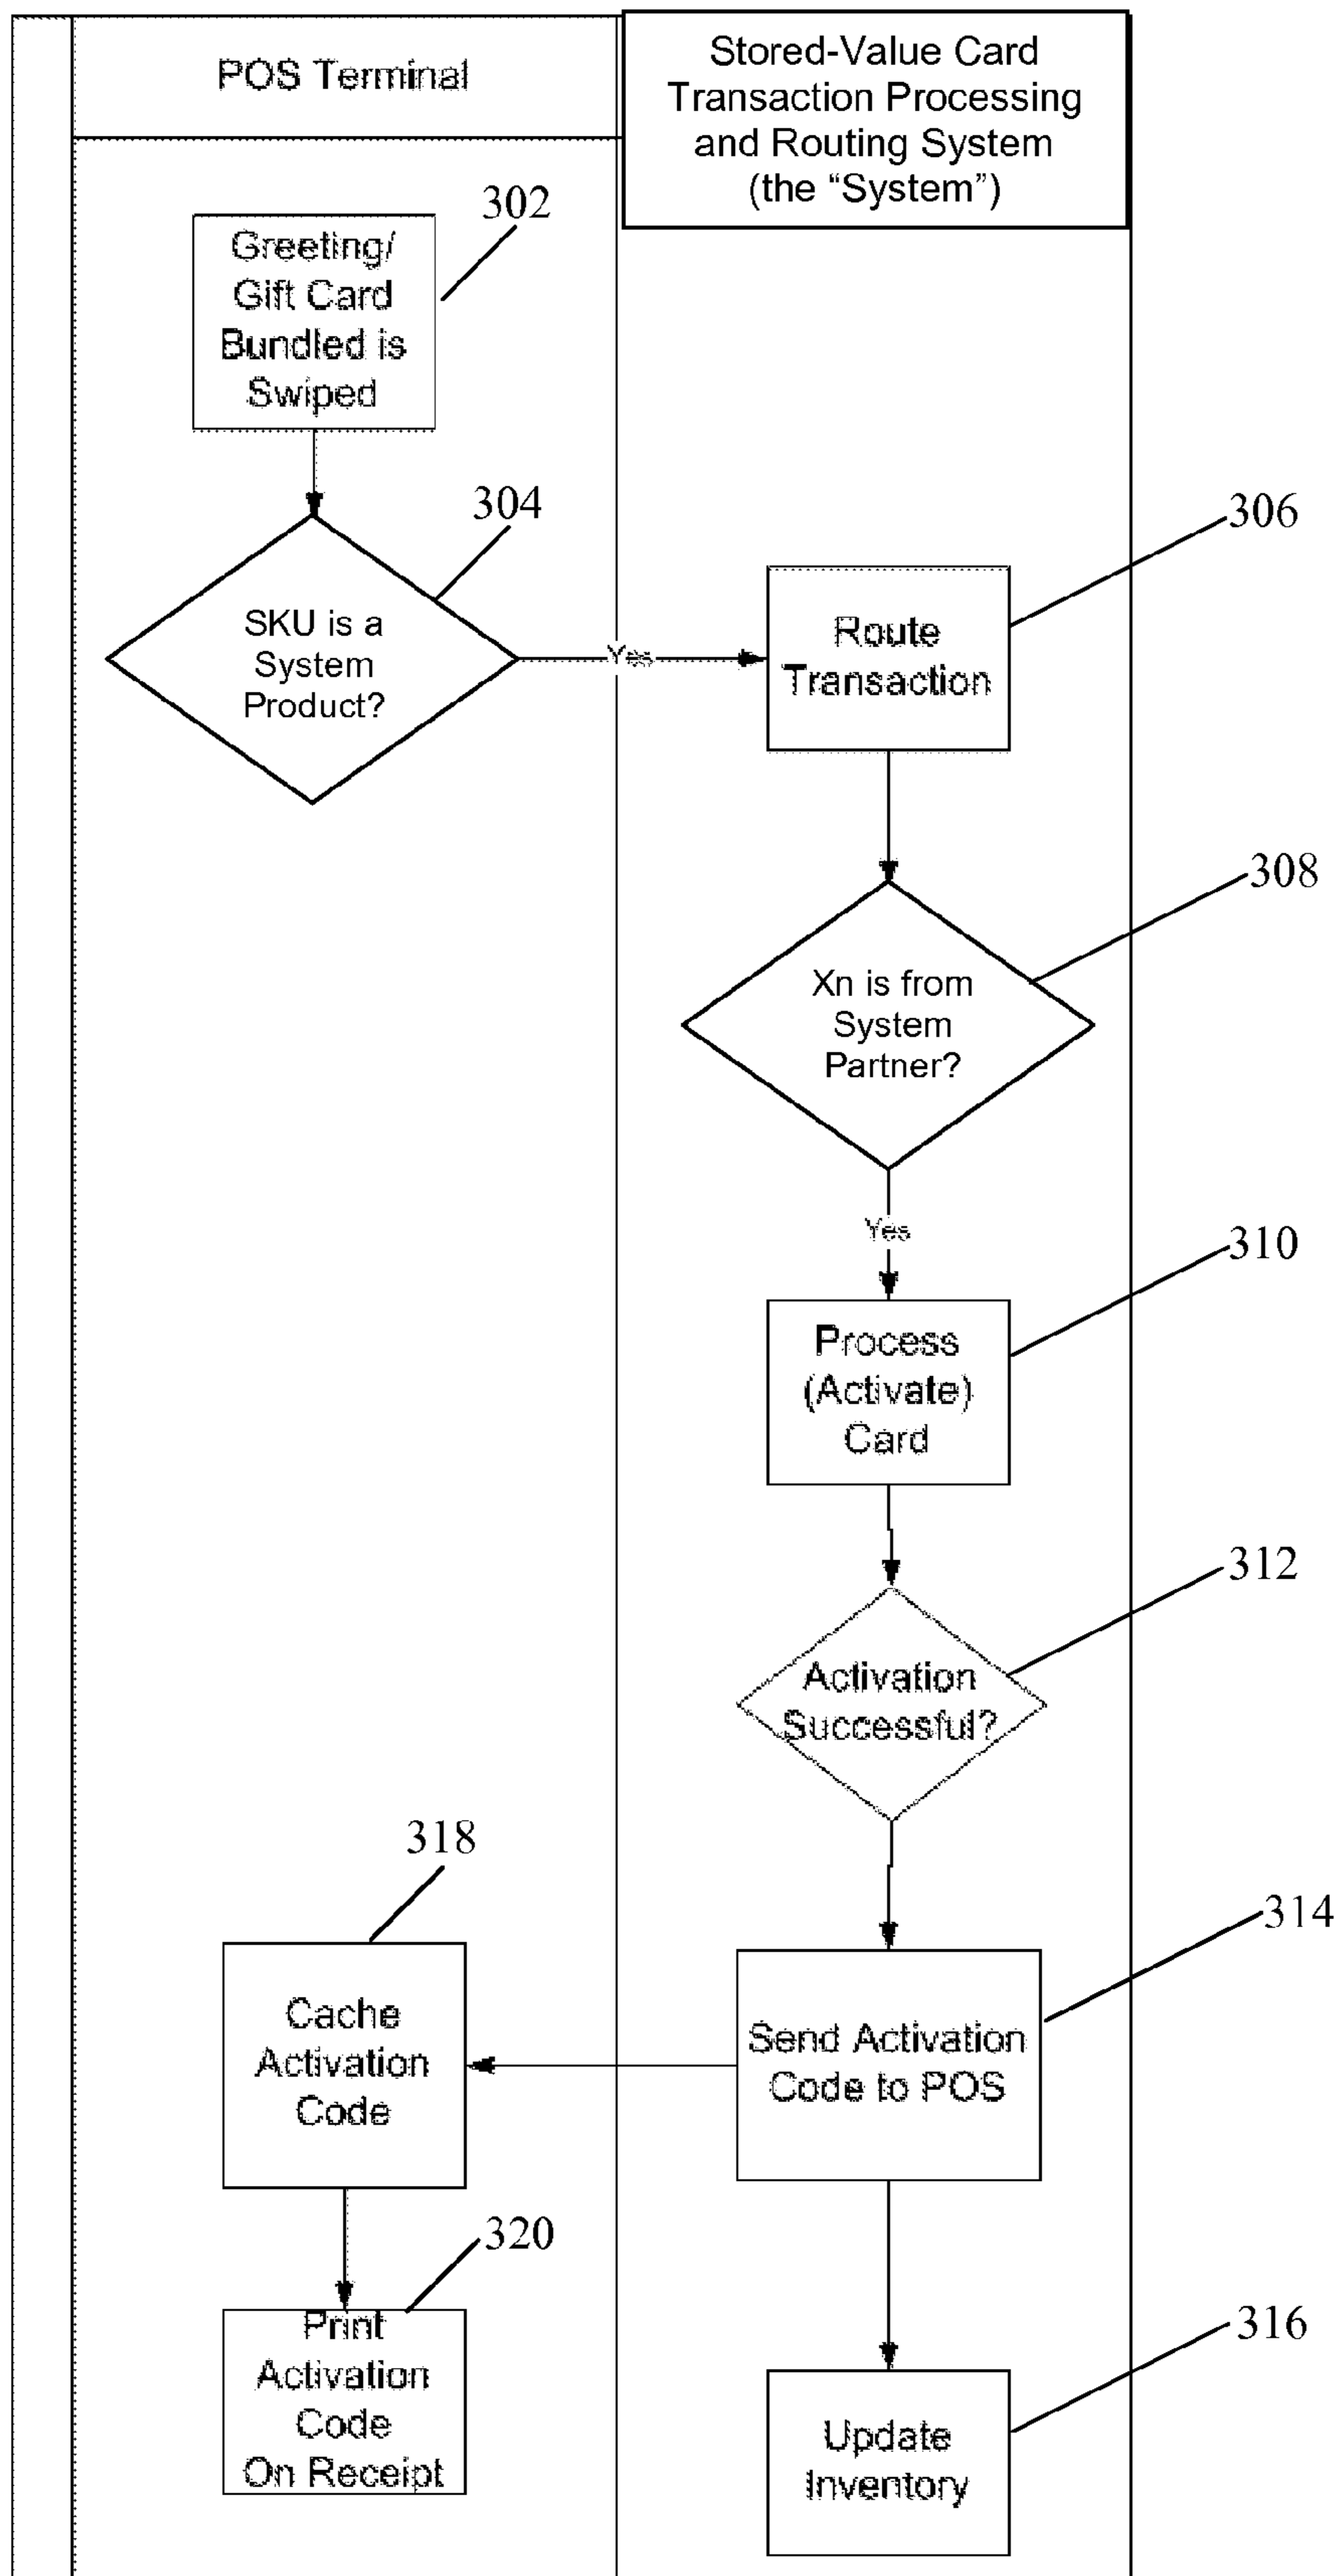 POS Terminal
Stored-Value Card
Transaction Processing
and Routing System
(the “System”)
302
Greeting/
Gift Card
Bundled is
Swiped
304
SKU is a
System
Product?
Yes
306
Route
Transaction
308
Xn is from
System
Partner?
Yes
310
Process
(Activate)
Card
312
Activation
Successful?
314
Send Activation
Code to POS
318
Cache
Activation
Code
320
Print
Activation
Code
On Receipt
316
Update
Inventory